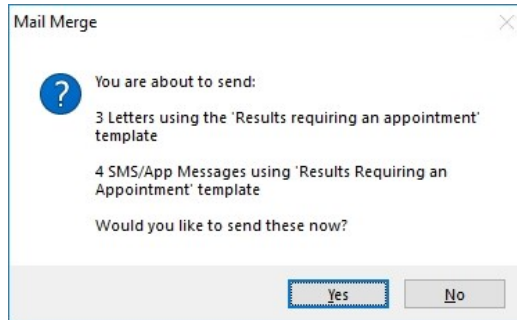 Mail Merge
You are about to send:
3 Letters using the 'Results requiring an appointment'
template
4 SMS/App Messages using 'Results Requiring an
Appointment' template
Would you like to send these now?
Yes
No